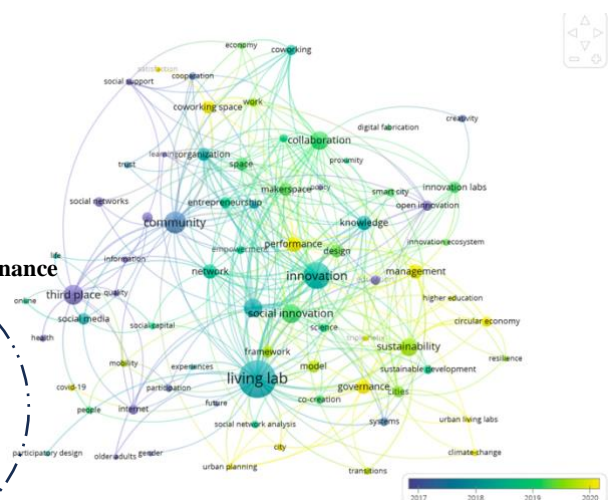 economy
coworking
satisfaction
social support
cooperation
coworking space
work
creativity
digital fabrication
collaboration
learning
organization
proximity
trust
space
makerspace
smart city
innovation labs
social networks
entrepreneurship
open innovation
community
knowledge
performance
innovation ecosystem
empowerment
design
life
information
nance
network
innovation
management
third place
quality
online
higher education
social media
social innovation
circular economy
social capital
science
health
triple helix
sustainability
framework
resilience
mobility
experiences
model
sustainable development
living lab
covid-19
participation
governance
cities
co-creation
people
internet
future
systems
urban living labs
social network analysis
city
participatory design
older adults
gender
climate-change
urban planning
transitions
2017 2018 2019 2020